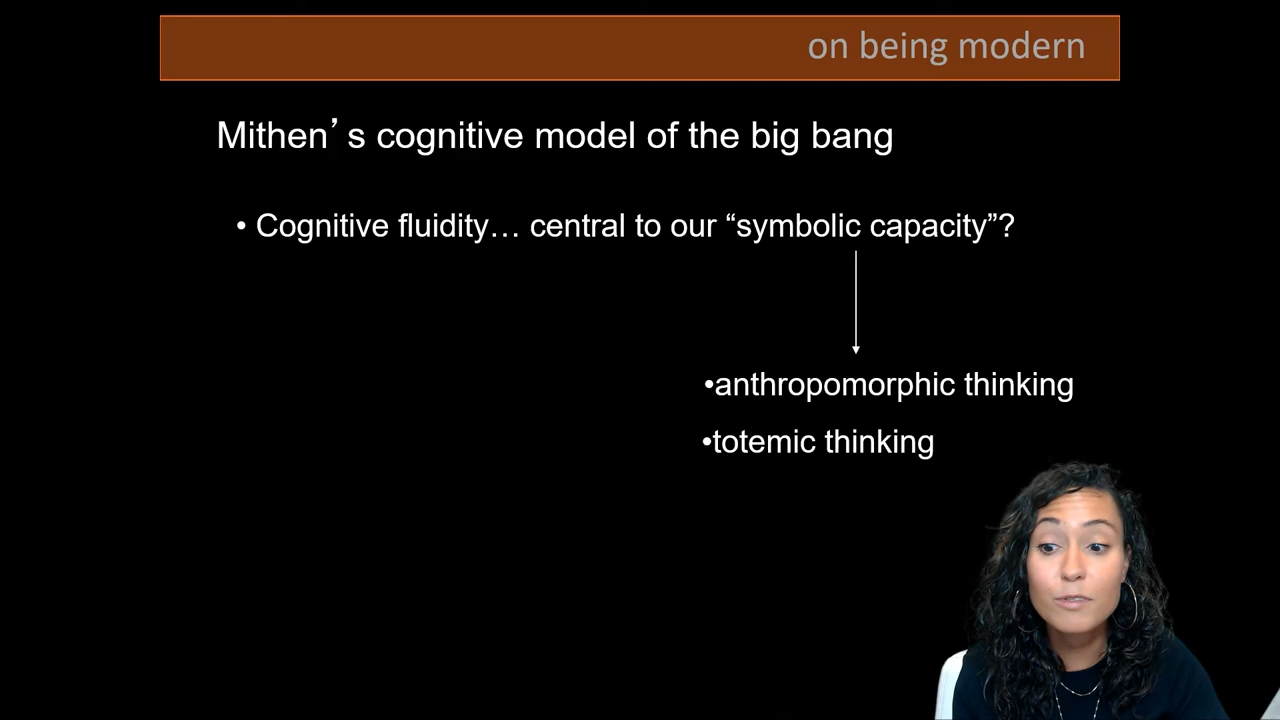 on being modern
Mithen’s cognitive model of the big bang
• Cognitive fluidity… central to our “symbolic capacity”?
•anthropomorphic thinking
•totemic thinking